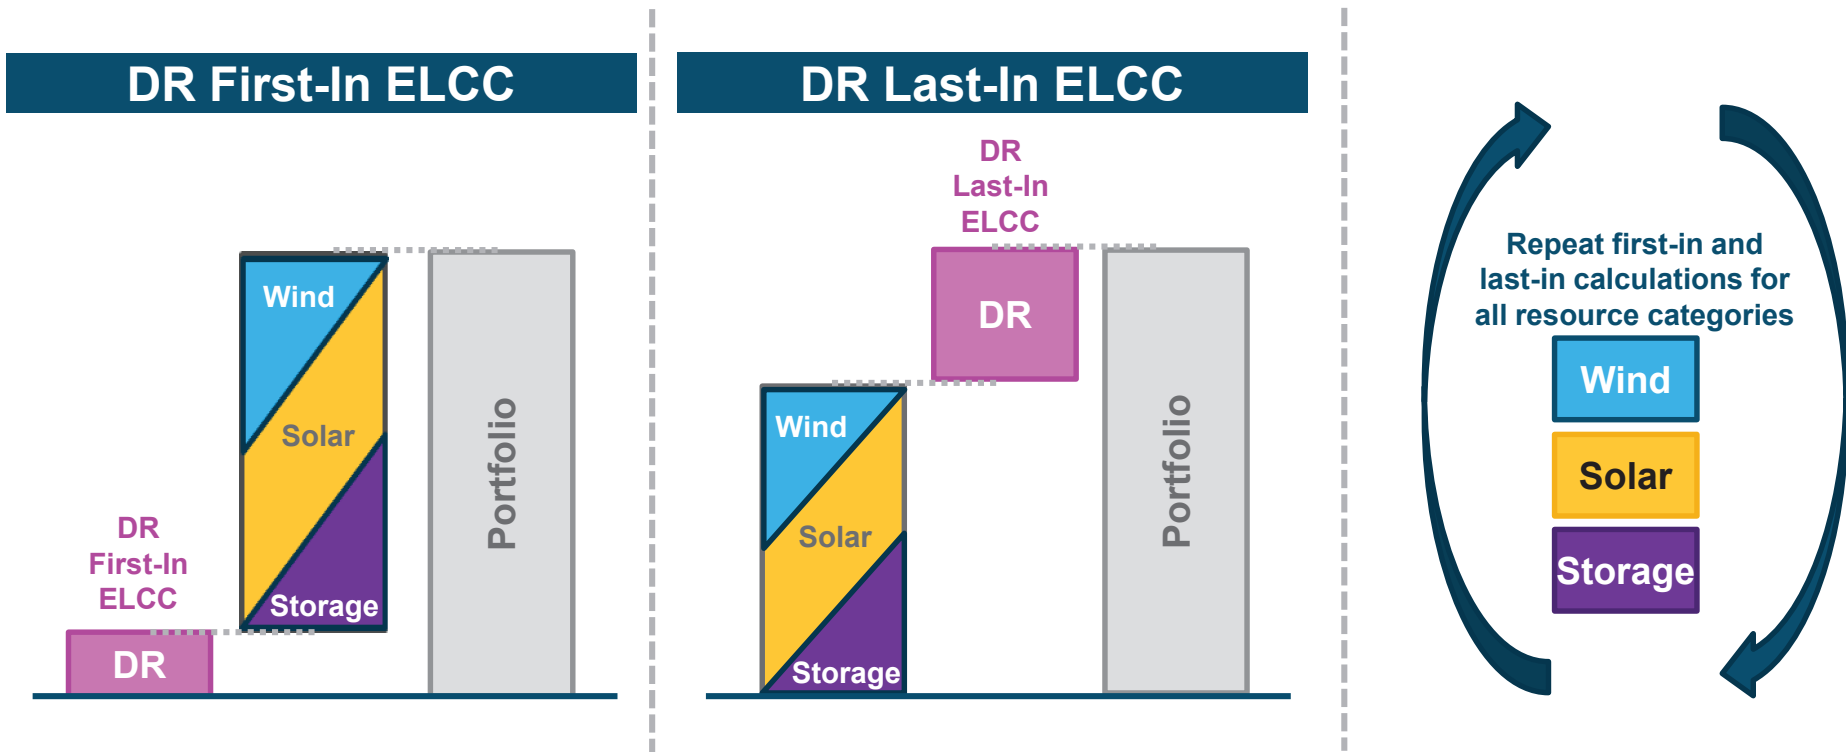 DR First-In ELCC
DR
First-In
ELCC
DR
Wind
Solar
Storage
Portfolio
DR Last-In ELCC
DR
Last-In
ELCC
DR
Wind
Solar
Storage
Portfolio
Repeat first-in and
last-in calculations for
all resource categories
Wind
Solar
Storage